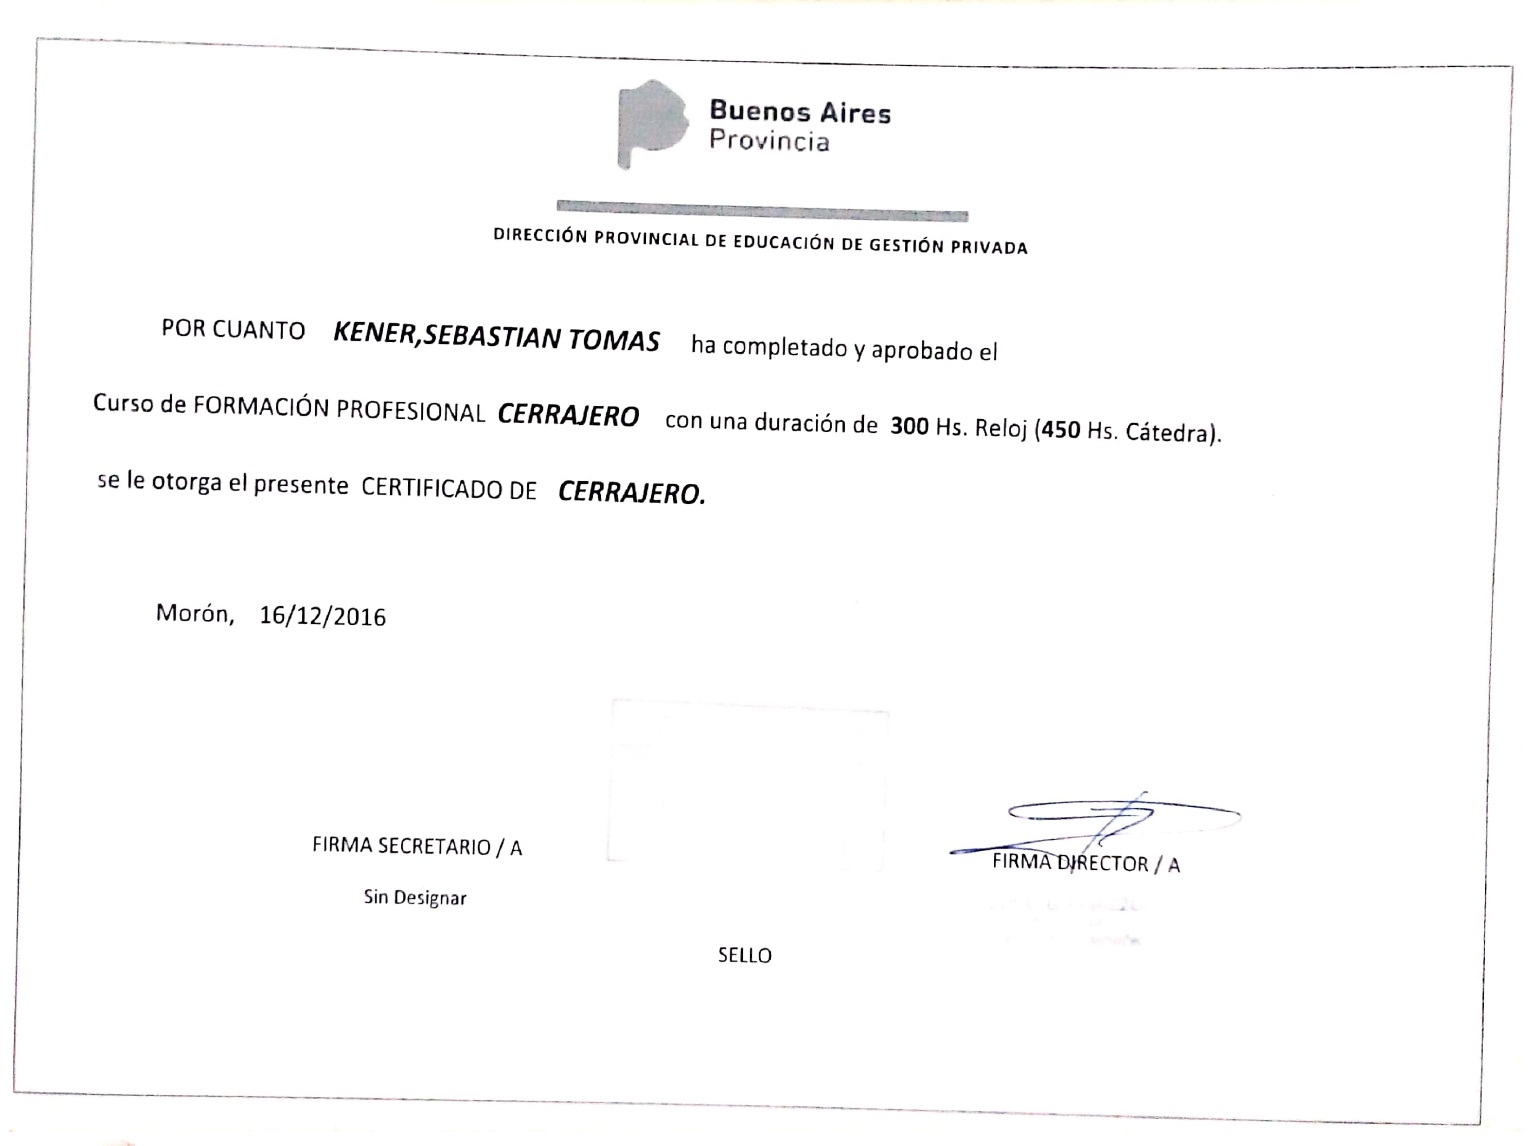 Buenos Aires
Provincia
DIRECCIÓN PROVINCIAL DE EDUCACIÓN DE GESTIÓN PRIVADA
POR CUANTO KENER,SEBASTIAN TOMAS ha completado y aprobado el
Curso de FORMACIÓN PROFESIONAL CERRAJERO con una duración de 300 Hs. Reloj (450 Hs. Cátedra).
se le otorga el presente CERTIFICADO DE CERRAJERO.
Morón, 16/12/2016
FIRMA SECRETARIO / A
Sin Designar
FIRMA DIRECTOR / A
SELLO